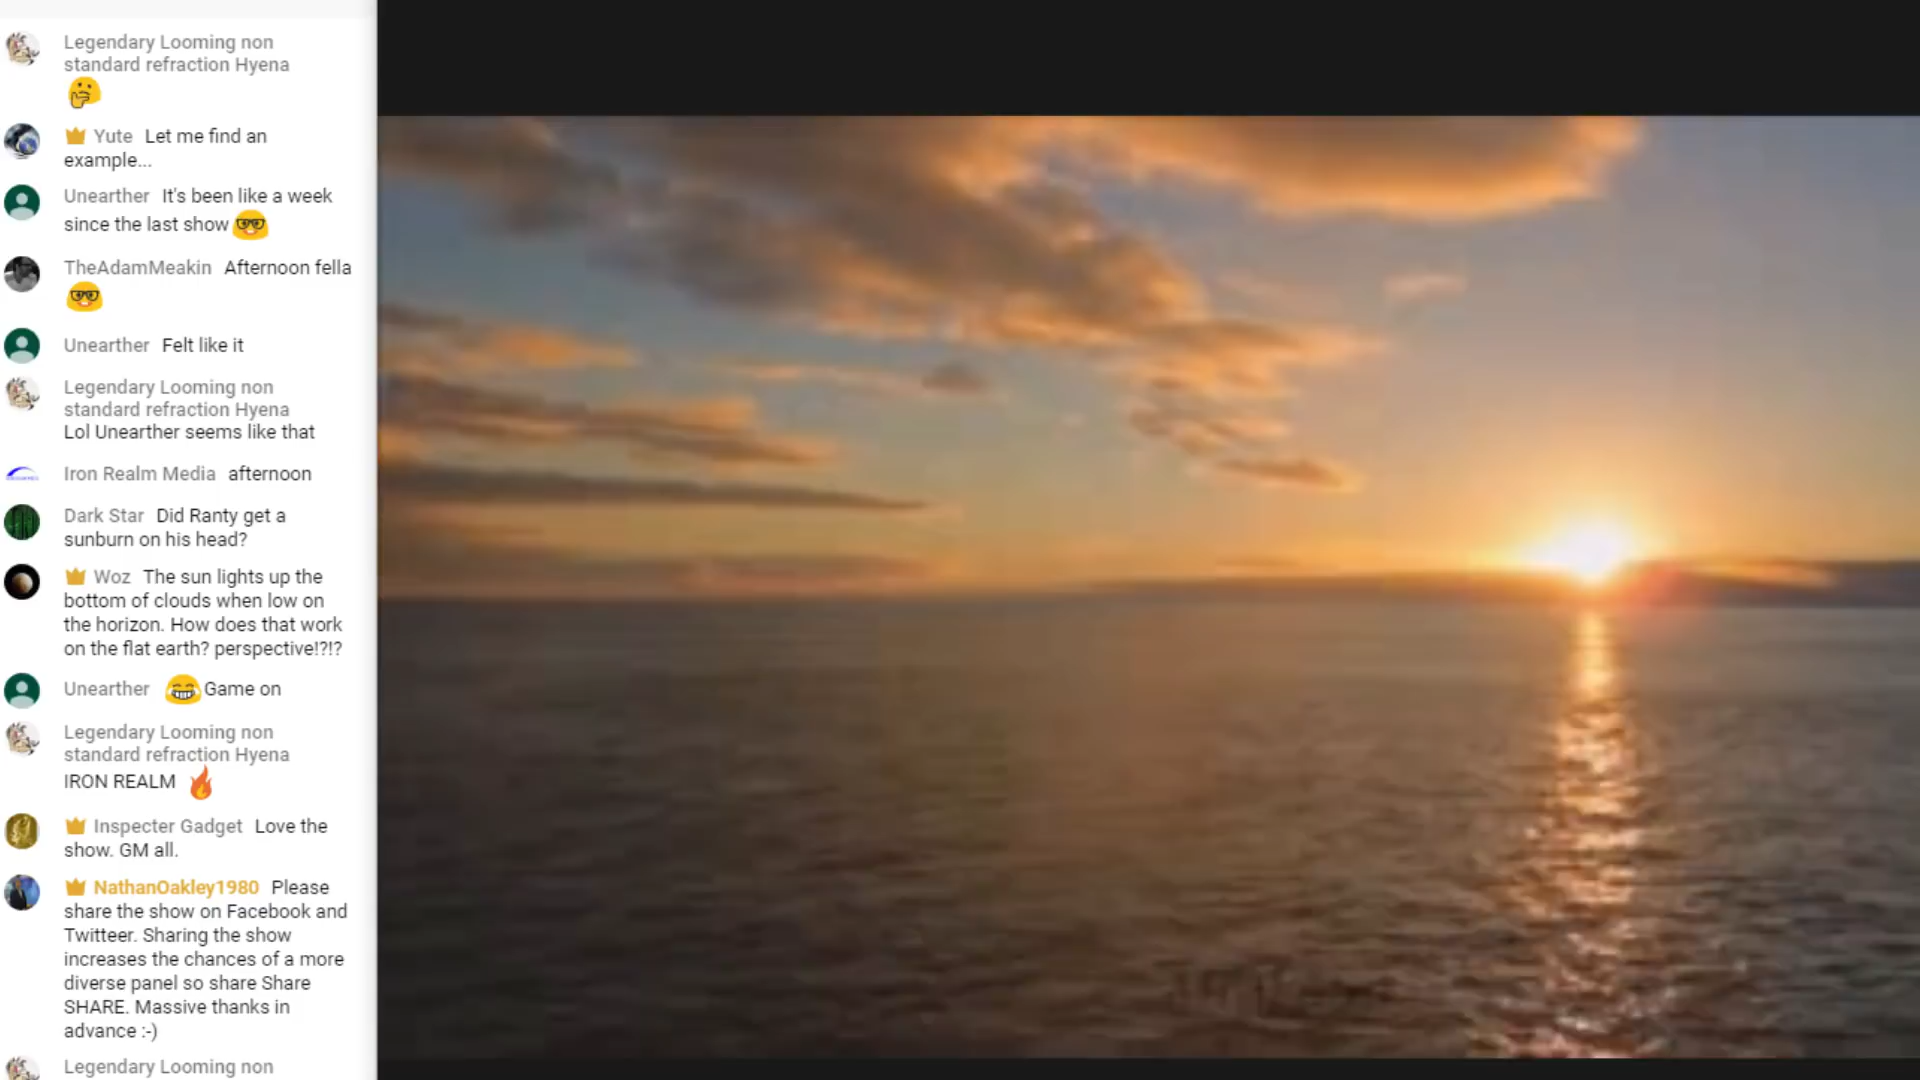 Legendary Looming non
standard refraction Hyena
Yute Let me find an
example...
Unearther It's been like a week
since the last show
TheAdamMeakin Afternoon fella
Unearther Felt like it
Legendary Looming non
standard refraction Hyena
Lol Unearther seems like that
Iron Realm Media afternoon
Dark Star Did Ranty get a
sunburn on his head?
Woz The sun lights up the
bottom of clouds when low on
the horizon. How does that work
on the flat earth? perspective!?!?
Unearther Game on
Legendary Looming non
standard refraction Hyena
IRON REALM
Inspecter Gadget Love the
show. GM all.
NathanOakley1980 Please
share the show on Facebook and
Twitteer. Sharing the show
increases the chances of a more
diverse panel so share Share
SHARE. Massive thanks in
advance :-)
Legendary Looming non